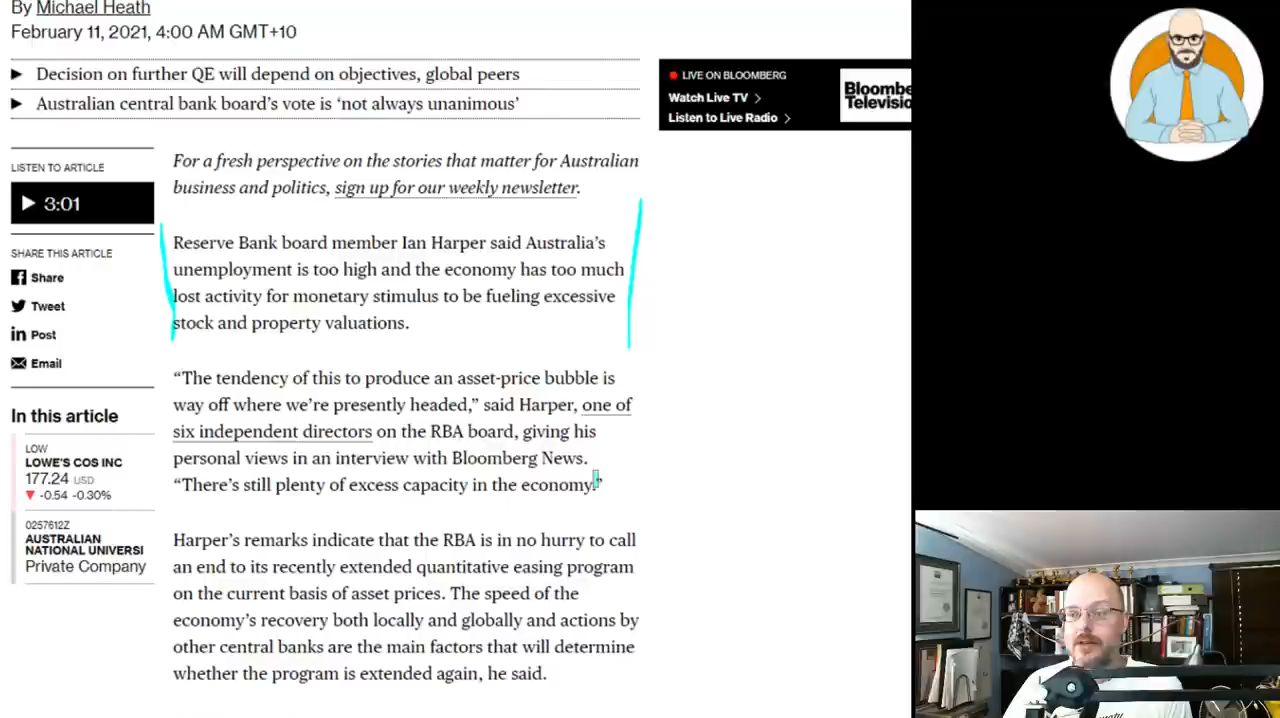 By Michael Heath
February 11, 2021, 4:00 AM GMT+10
Decision on further QE will depend on objectives, global peers
Australian central bank board's vote is 'not always unanimous'
LIVE ON BLOOMBERG
Watch Live TV
Listen to Live Radio
Bloombe
Televisio
LISTEN TO ARTICLE
3:01
SHARE THIS ARTICLE
Share
Tweet
Post
Email
In this article
LOW
LOWE'S COS INC
177.24 USD
-0.54 -0.30%
0257612Z
AUSTRALIAN
NATIONAL UNIVERSI
Private Company
For a fresh perspective on the stories that matter for Australian
business and politics, sign up for our weekly newsletter.
Reserve Bank board member Ian Harper said Australia's
unemployment is too high and the economy has too much
lost activity for monetary stimulus to be fueling excessive
stock and property valuations.
“The tendency of this to produce an asset-price bubble is
way off where we're presently headed,” said Harper, one of
six independent directors on the RBA board, giving his
personal views in an interview with Bloomberg News.
“There's still plenty of excess capacity in the economy.”
Harper's remarks indicate that the RBA is in no hurry to call
an end to its recently extended quantitative easing program
on the current basis of asset prices. The speed of the
economy's recovery both locally and globally and actions by
other central banks are the main factors that will determine
whether the program is extended again, he said.